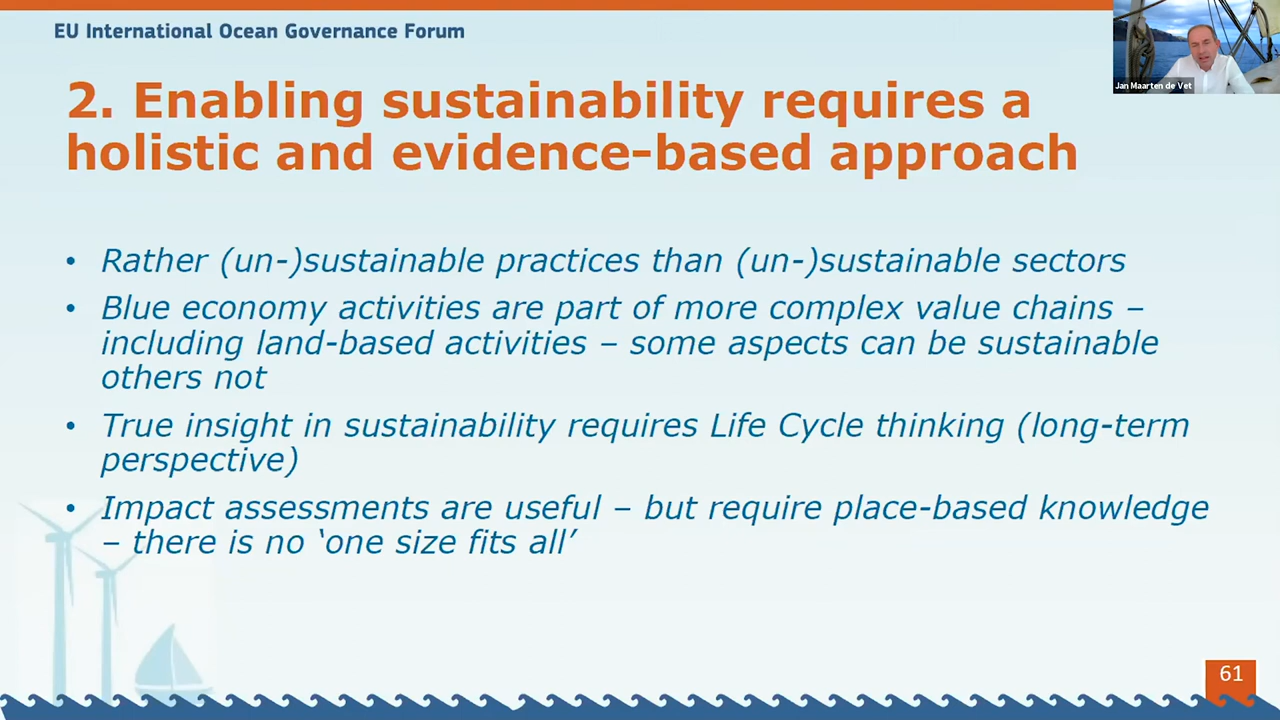 EU International Ocean Governance Forum
Jan Maarten de Vet
2. Enabling sustainability requires a
holistic and evidence-based approach
• Rather (un-)sustainable practices than (un-)sustainable sectors
• Blue economy activities are part of more complex value chains –
including land-based activities – some aspects can be sustainable
others not
• True insight in sustainability requires Life Cycle thinking (long-term
perspective)
• Impact assessments are useful – but require place-based knowledge
– there is no ‘one size fits all’
61